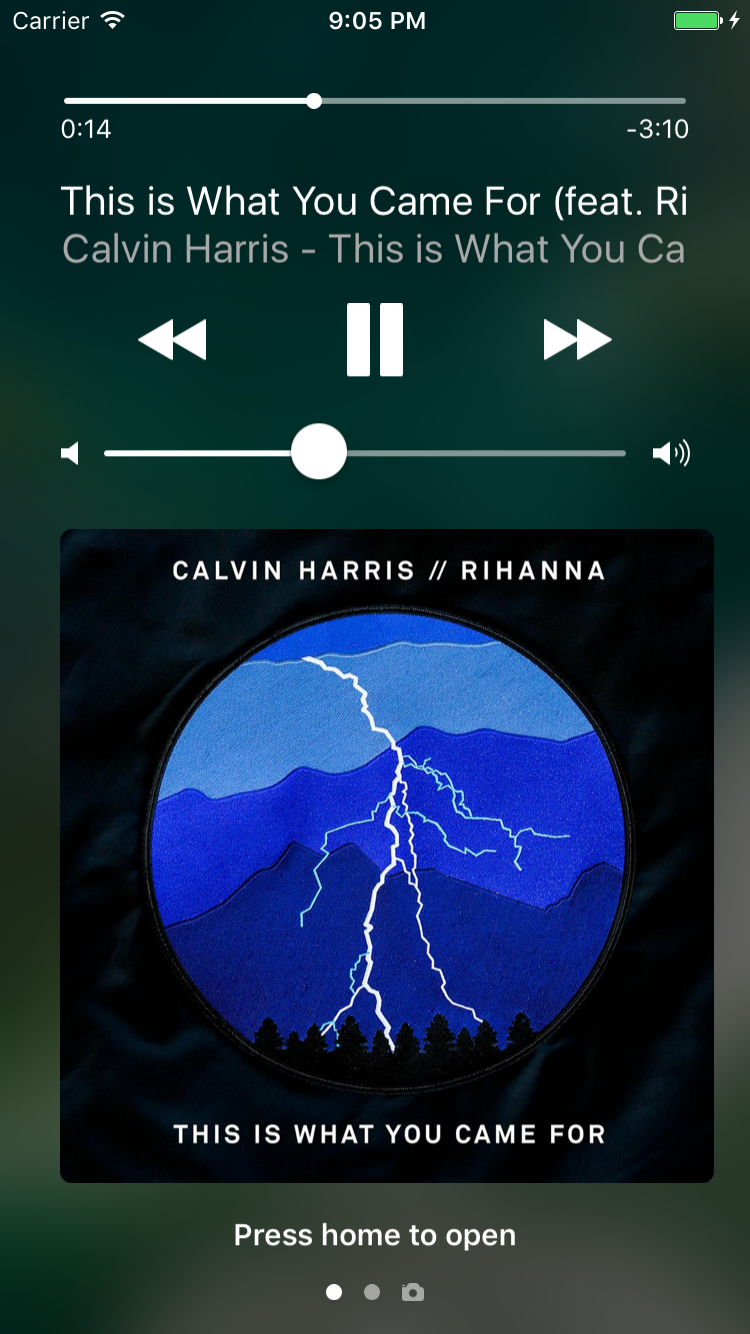 Carrier 9:05 PM
0:14 -3:10
This is What You Came For (feat. Ri
Calvin Harris - This is What You Ca
CALVIN HARRIS // RIHANNA
THIS IS WHAT YOU CAME FOR
Press home to open